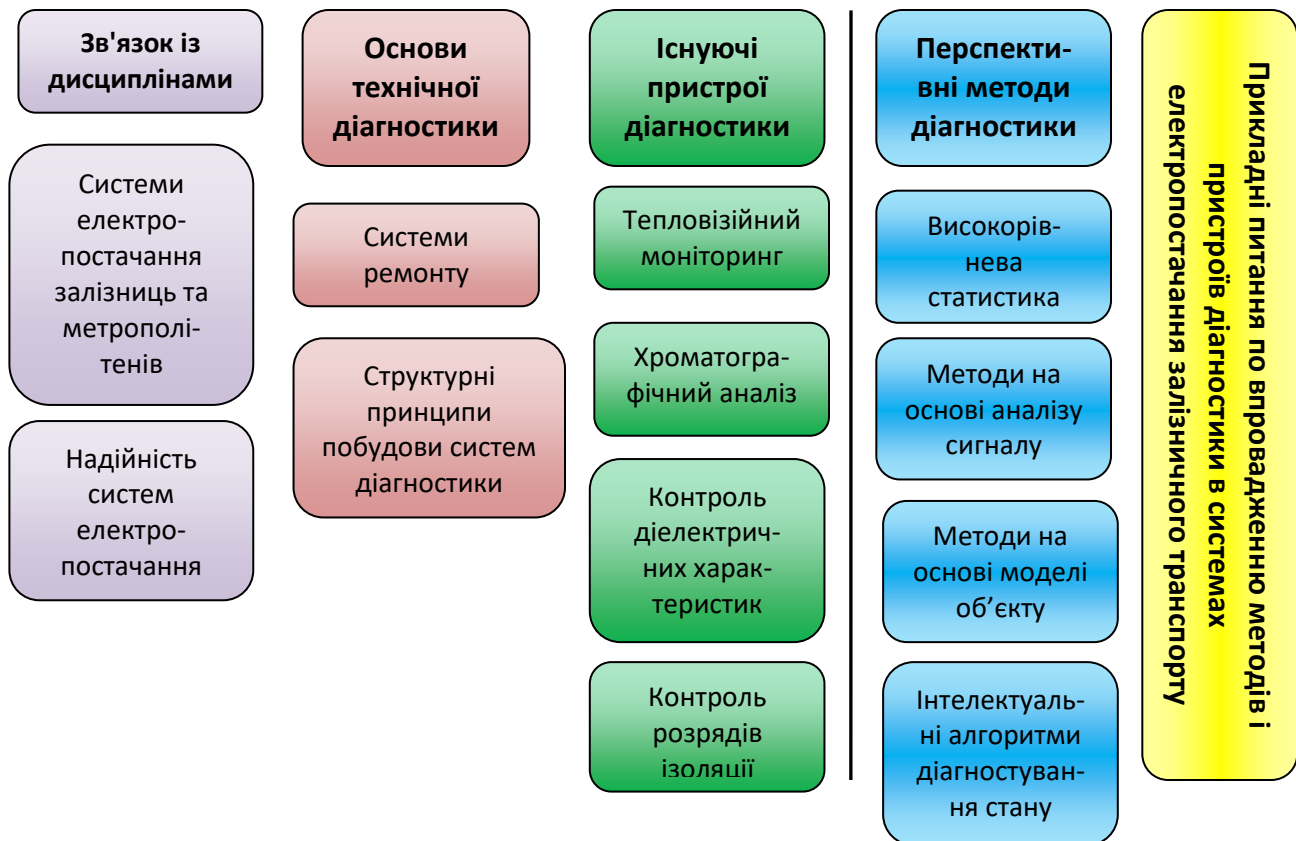 Зв'язок із
дисциплінами
Системи
електро-
постачання
залізниць та
метрополі-
тенів
Надійність
систем
електро-
постачання
Основи
технічної
діагностики
Системи
ремонту
Структурні
принципи
побудови систем
діагностики
Існуючі
пристрої
діагностики
Тепловізійний
моніторинг
Хроматогра-
фічний аналіз
Контроль
діелектрич-
них харак-
теристик
Контроль
розрядів
ізоляції
Перспекти-
вні методи
діагностики
Високорів-
нева
статистика
Методи на
основі аналізу
сигналу
Методи на
основі моделі
об’єкту
Інтелектуаль-
ні алгоритми
діагностуван-
ня стану
Прикладні питання по впровадженню методів і
пристроїв діагностики в системах
електропостачання залізничного транспорту